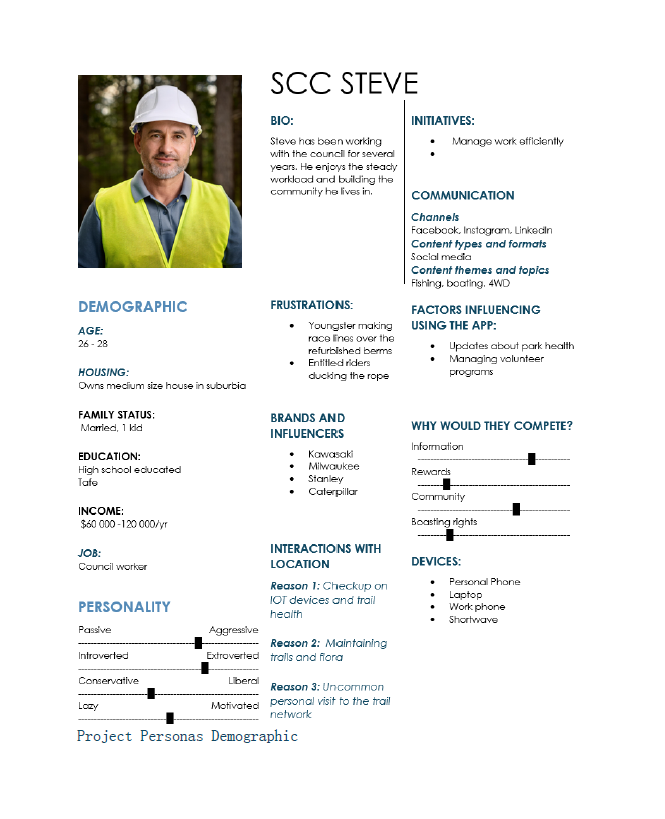 SCC STEVE
BIO:
Steve has been working
with the council for several
years. He enjoys the steady
workload and building the
community he lives in.
INITIATIVES:
• Manage work efficiently
•
COMMUNICATION
Channels
Facebook, Instagram, LinkedIn
Content types and formats
Social media
Content themes and topics
Fishing, boating, 4WD
DEMOGRAPHIC
AGE:
26 - 28
HOUSING:
Owns medium size house in suburbia
FAMILY STATUS:
Married, 1 kid
EDUCATION:
High school educated
Tafe
INCOME:
$60 000 -120 000/yr
JOB:
Council worker
PERSONALITY
Passive Aggressive
Introverted Extroverted
Conservative Liberal
Lazy Motivated
FRUSTRATIONS:
• Youngster making
race lines over the
refurbished berms
• Entitled riders
ducking the rope
BRANDS AND
INFLUENCERS
• Kawasaki
• Milwaukee
• Stanley
• Caterpillar
INTERACTIONS WITH
LOCATION
Reason 1: Checkup on
IOT devices and trail
health
Reason 2: Maintaining
trails and flora
Reason 3: Uncommon
personal visit to the trail
network
FACTORS INFLUENCING
USING THE APP:
• Updates about park health
• Managing volunteer
programs
WHY WOULD THEY COMPETE?
Information
Rewards
Community
Boasting rights
DEVICES:
• Personal Phone
• Laptop
• Work phone
• Shortwave
Project Personas Demographic